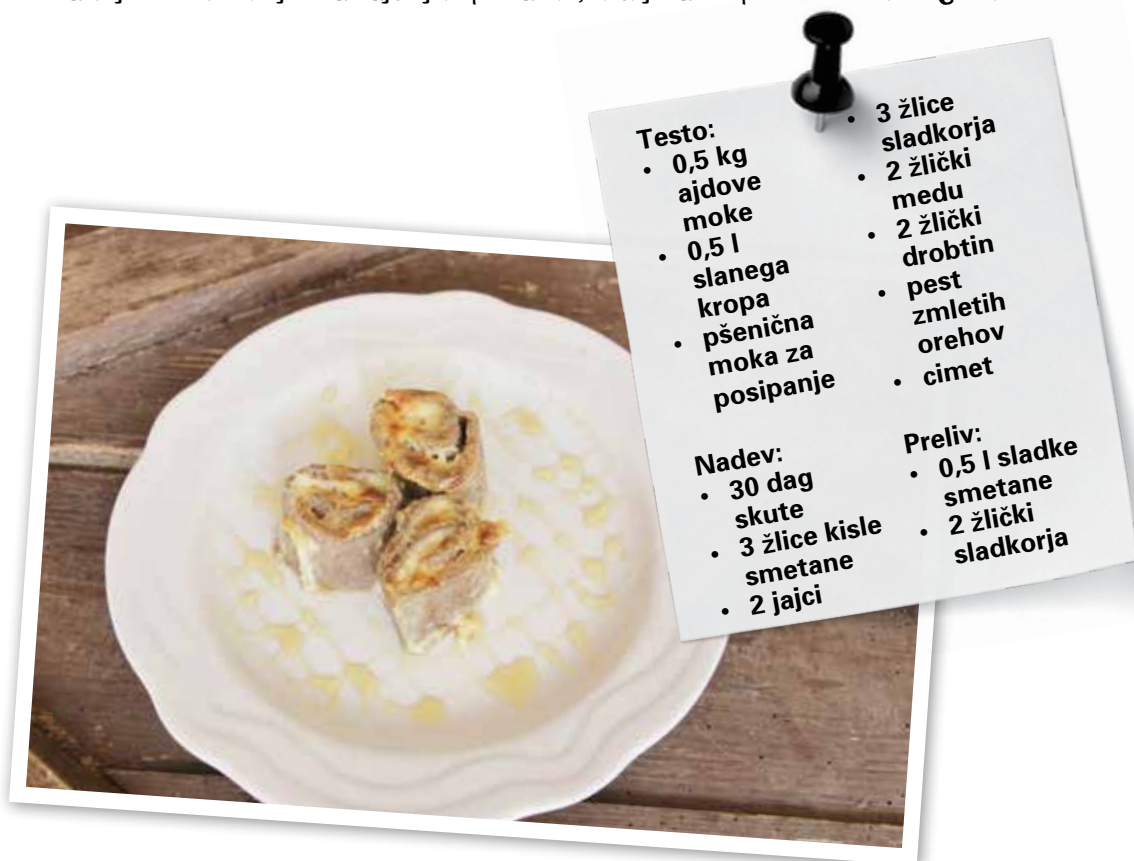 Testo:
• 0,5 kg
ajdove
moke
• 0,5 l
slanega
kropa
• pšenična
moka za
posipanje
Nadev:
• 30 dag
skute
• 3 žlice kisle
smetane
• 2 jajci
• 3 žlice
sladkorja
• 2 žlički
medu
• 2 žlički
drobtin
• pest
zmletih
orehov
• cimet
Preliv:
• 0,5 l sladke
smetane
• 2 žlički
sladkorja